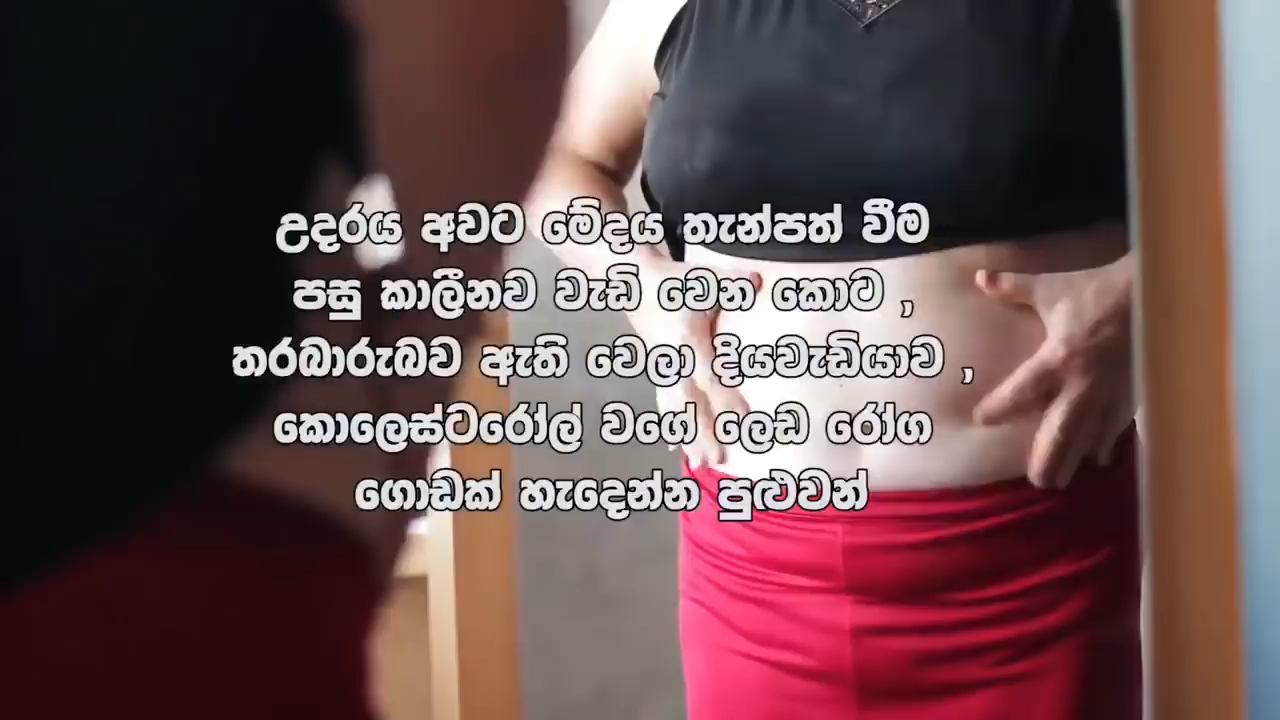 උදරය අවට මේදය තැන්පත් වීම
පසු කාලීනව වැඩි වෙන කොට ,
තරබාරුබව ඇති වෙලා දියවැඩියාව ,
කොලෙස්ටරෝල් වගේ ලෙඩ රෝග
ගොඩක් හැදෙන්න පුළුවන්